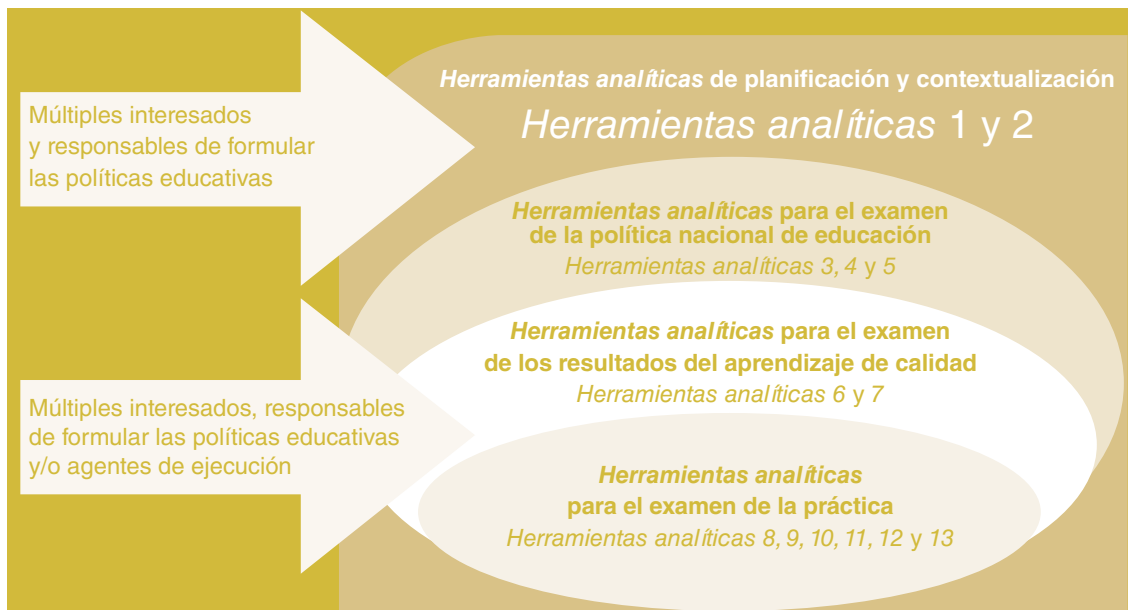 Herramientas analíticas de planificación y contextualización
Herramientas analíticas 1 y 2
Múltiples interesados
y responsables de formular
las políticas educativas
Herramientas analíticas para el examen
de la política nacional de educación
Herramientas analíticas 3, 4 y 5
Herramientas analíticas para el examen
de los resultados del aprendizaje de calidad
Herramientas analíticas 6 y 7
Múltiples interesados, responsables
de formular las políticas educativas
y/o agentes de ejecución
Herramientas analíticas
para el examen de la práctica
Herramientas analíticas 8, 9, 10, 11, 12 y 13